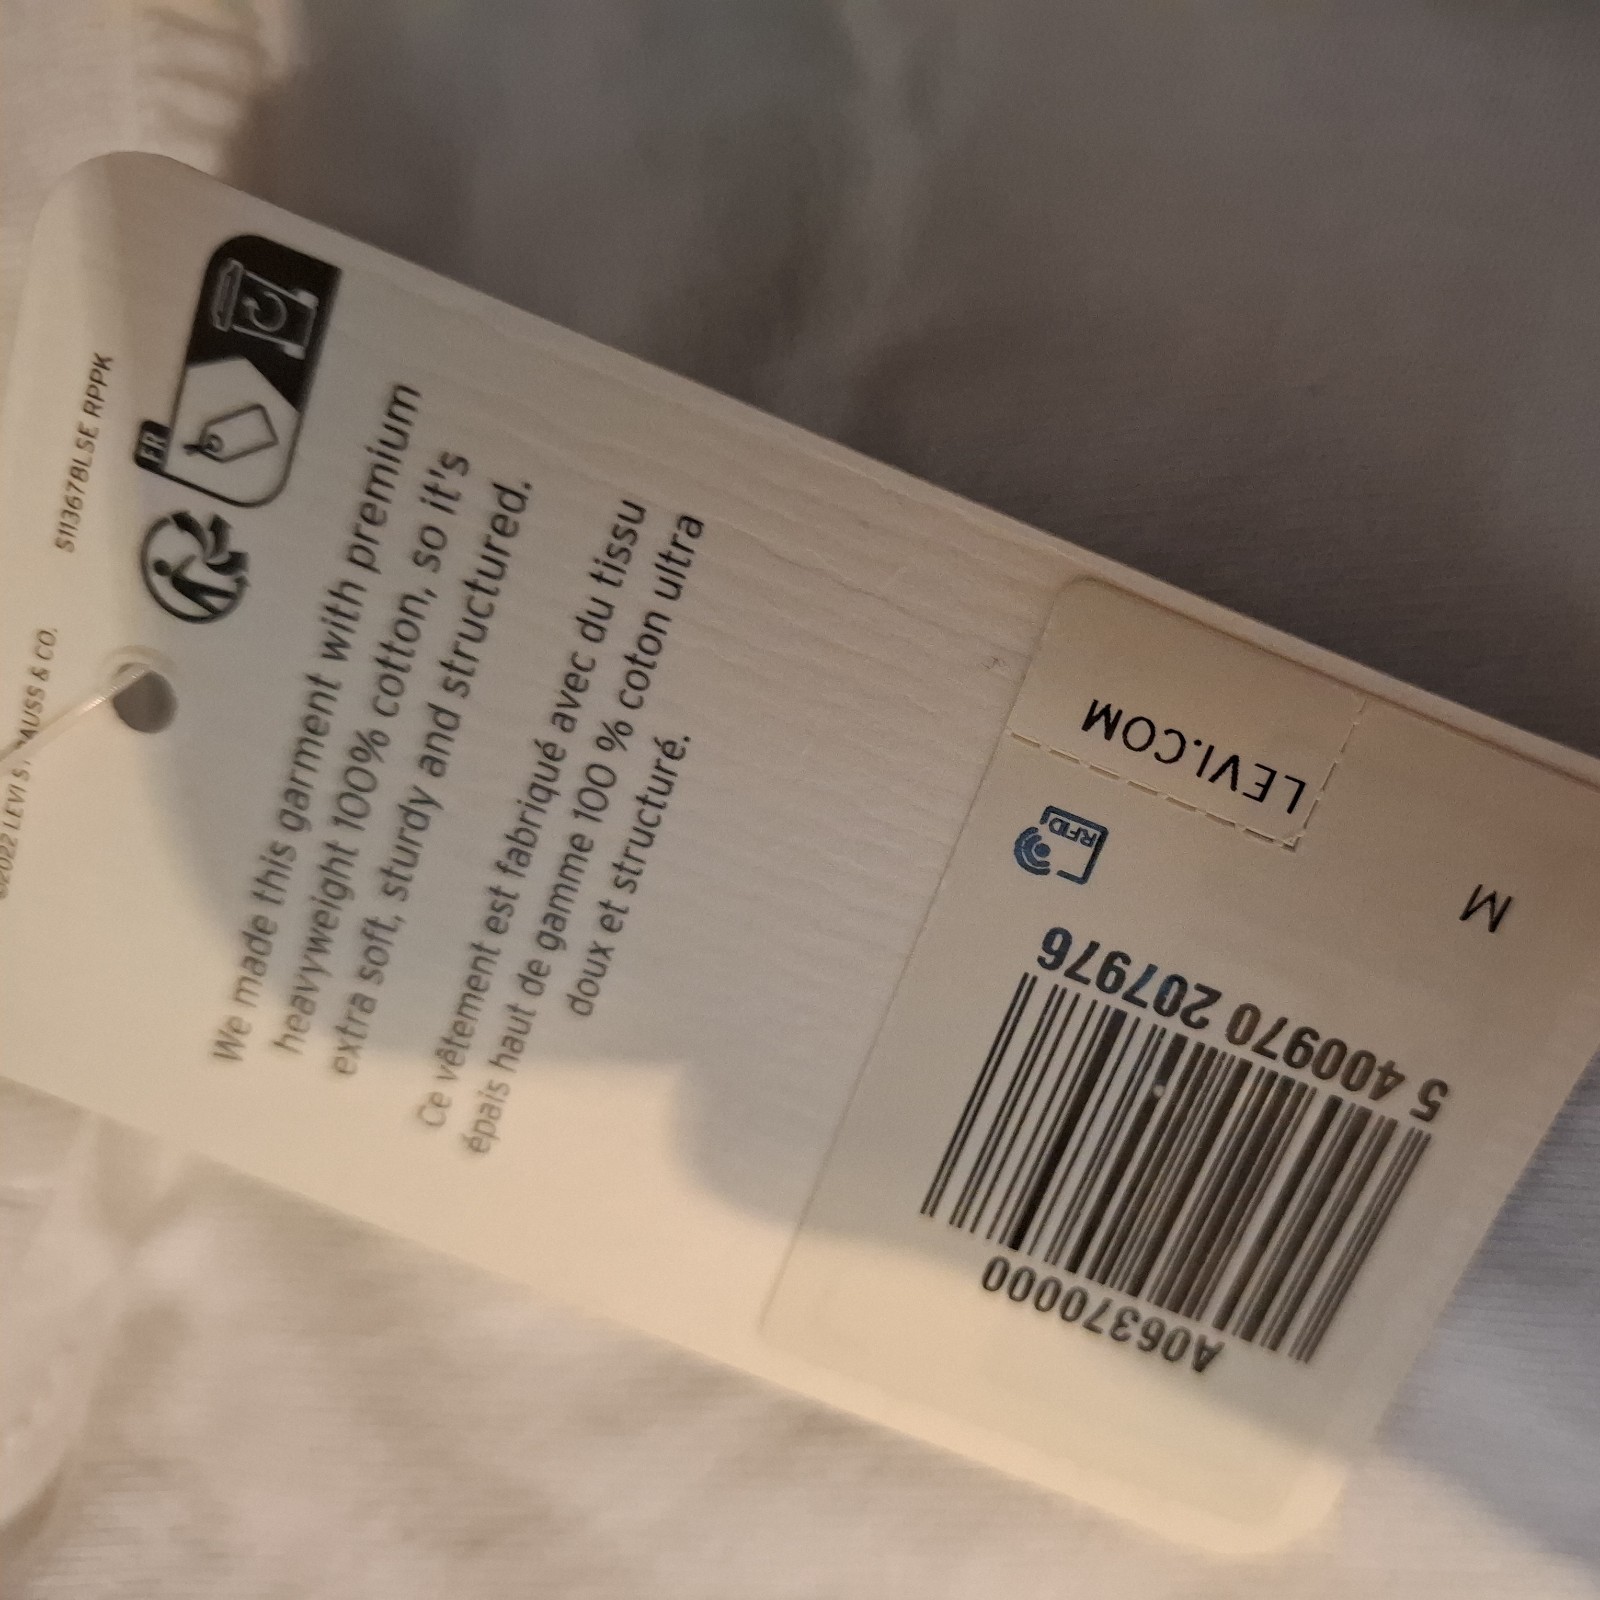 ©2022 LEVI STRAUSS & CO. S11367BLSE RPPK
FR
We made this garment with premium
heavyweight 100% cotton, so it's
extra soft, sturdy and structured.
Ce vêtement est fabriqué avec du tissu
épais haut de gamme 100 % coton ultra
doux et structuré.
LEVI.COM
RFID
M
5 400970 207976
A06370000